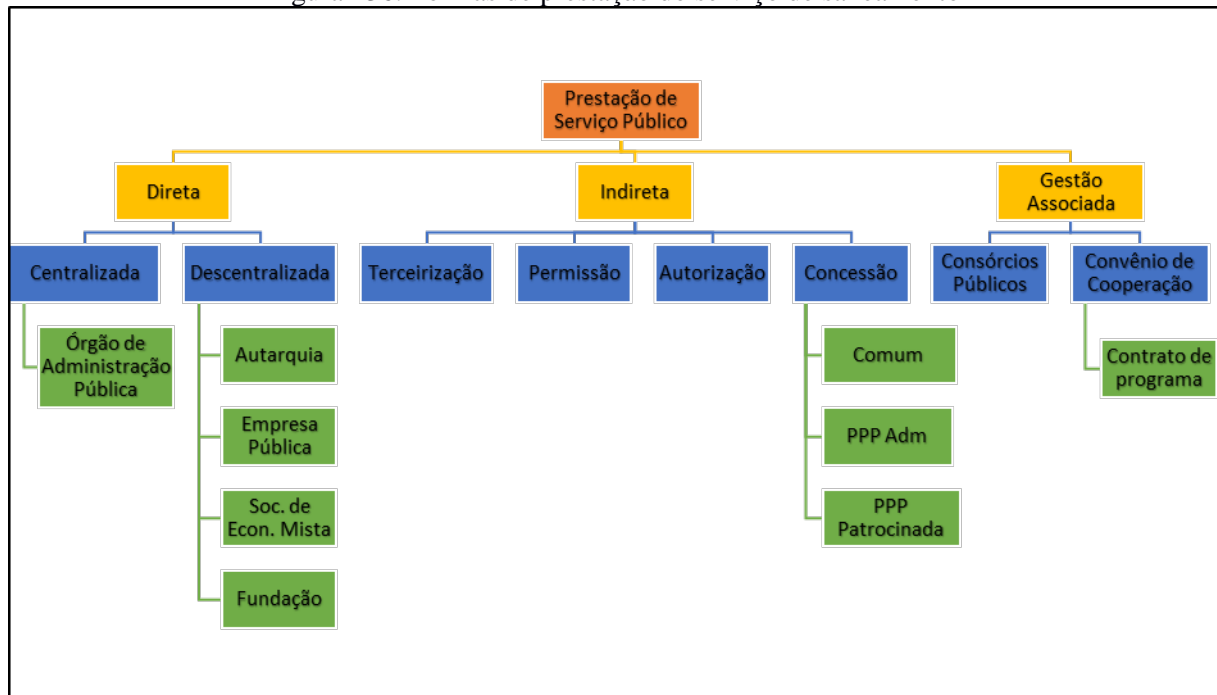 Prestação de
Serviço Público
Direta
Indireta
Gestão
Associada
Centralizada
Descentralizada
Terceirização
Permissão
Autorização
Concessão
Consórcios
Públicos
Convênio de
Cooperação
Órgão de
Administração
Pública
Autarquia
Empresa
Pública
Soc. de
Econ. Mista
Fundação
Comum
PPP Adm
PPP
Patrocinada
Contrato de
programa